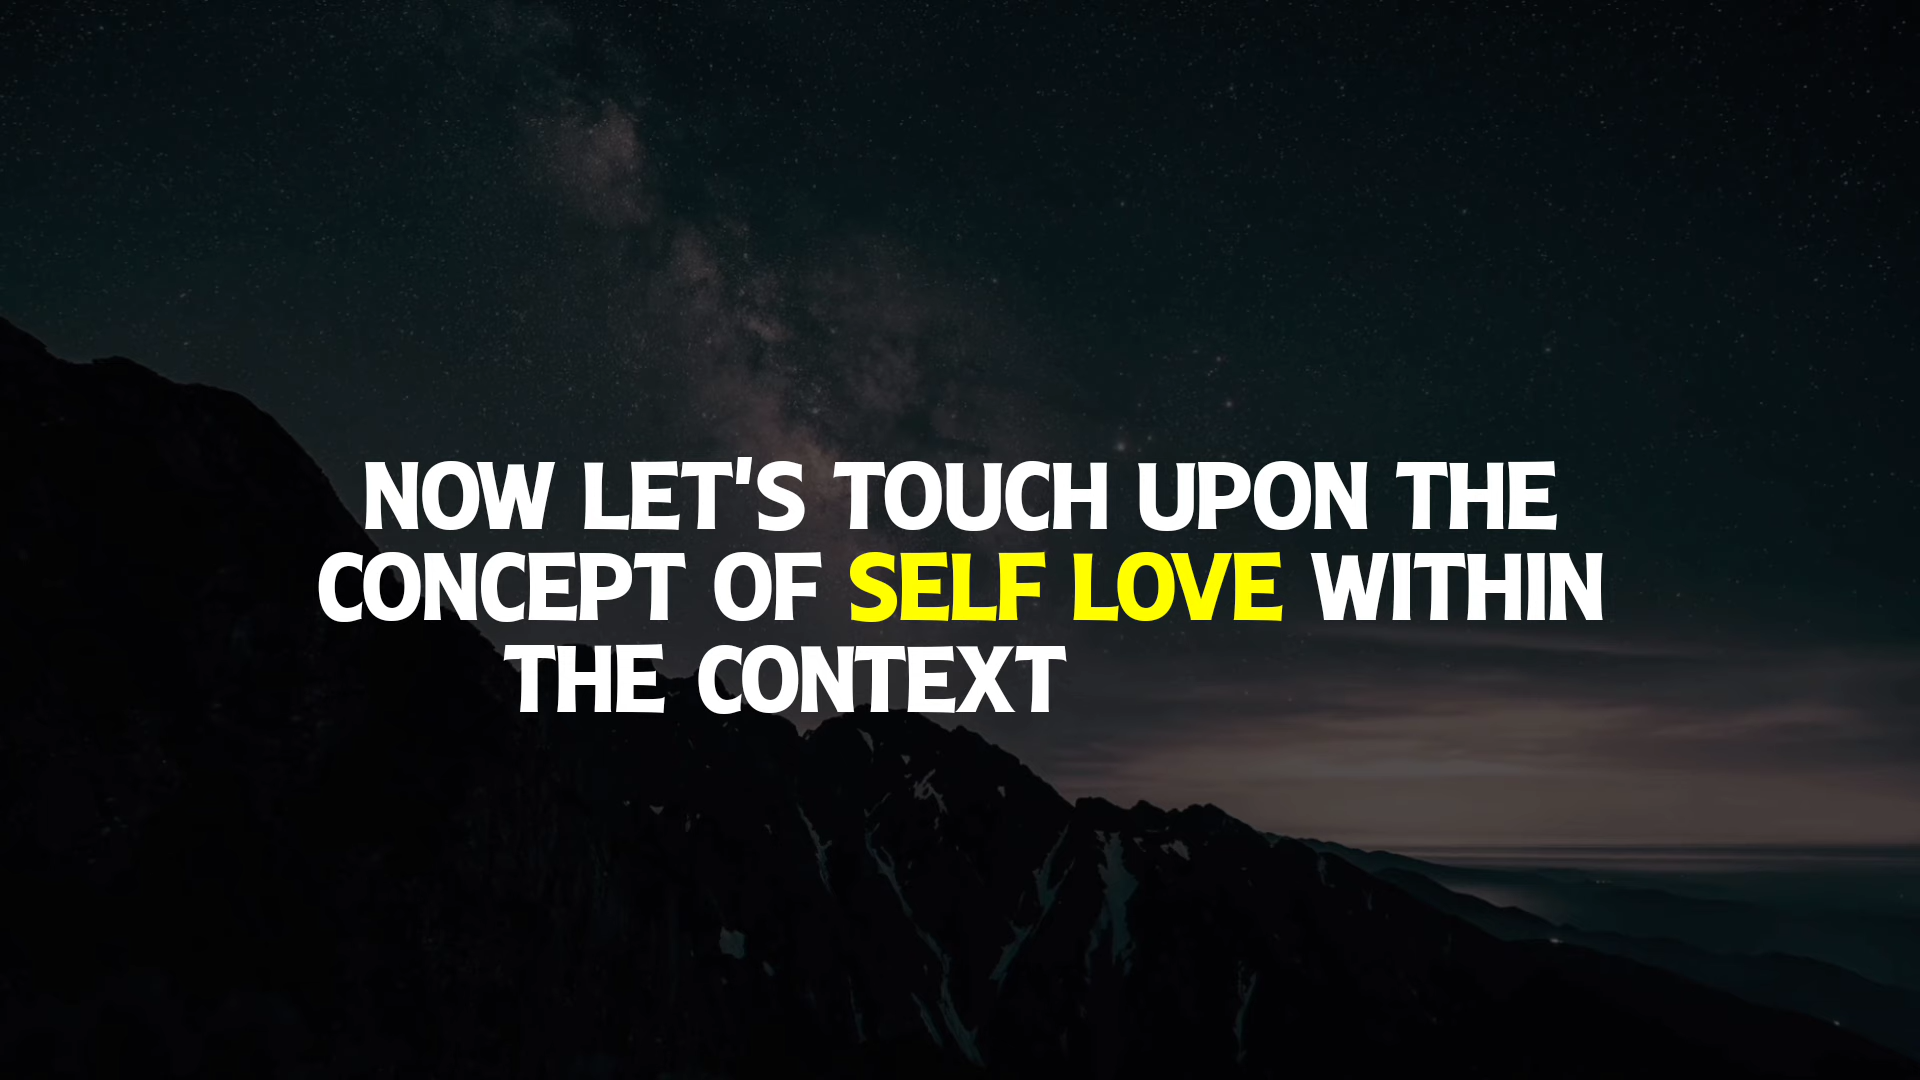 NOW LET'S TOUCH UPON THE
CONCEPT OF SELF LOVE WITHIN
THE CONTEXT